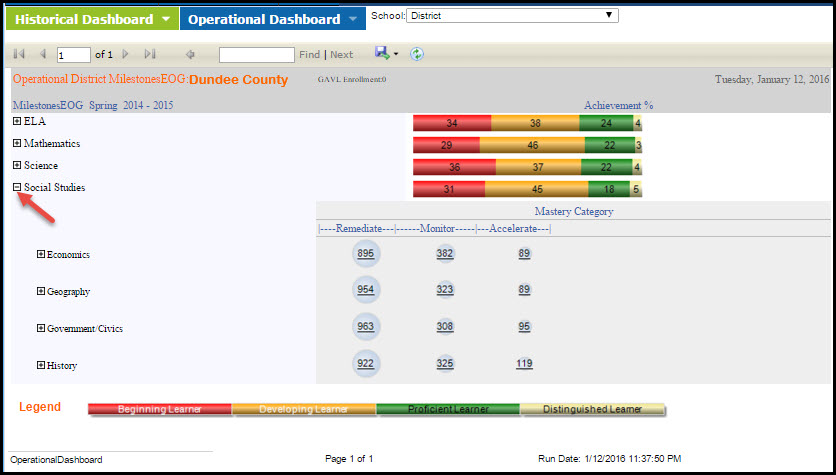 Historical Dashboard Operational Dashboard School: District
1 of 1 Find | Next
Operational District MilestonesEOG:Dundee County GAVL Enrollment:0 Tuesday, January 12, 2016
MilestonesEOG Spring 2014 - 2015 Achievement %
ELA 34 38 24 4
Mathematics 29 46 22 3
Science 36 37 22 4
Social Studies 31 45 18 5
Mastery Category
|----Remediate---|------Monitor-----|---Accelerate---|
Economics 895 382 89
Geography 954 323 89
Government/Civics 963 308 95
History 922 325 119
Legend Beginning Learner Developing Learner Proficient Learner Distinguished Learner
OperationalDashboard Page 1 of 1 Run Date: 1/12/2016 11:37:50 PM